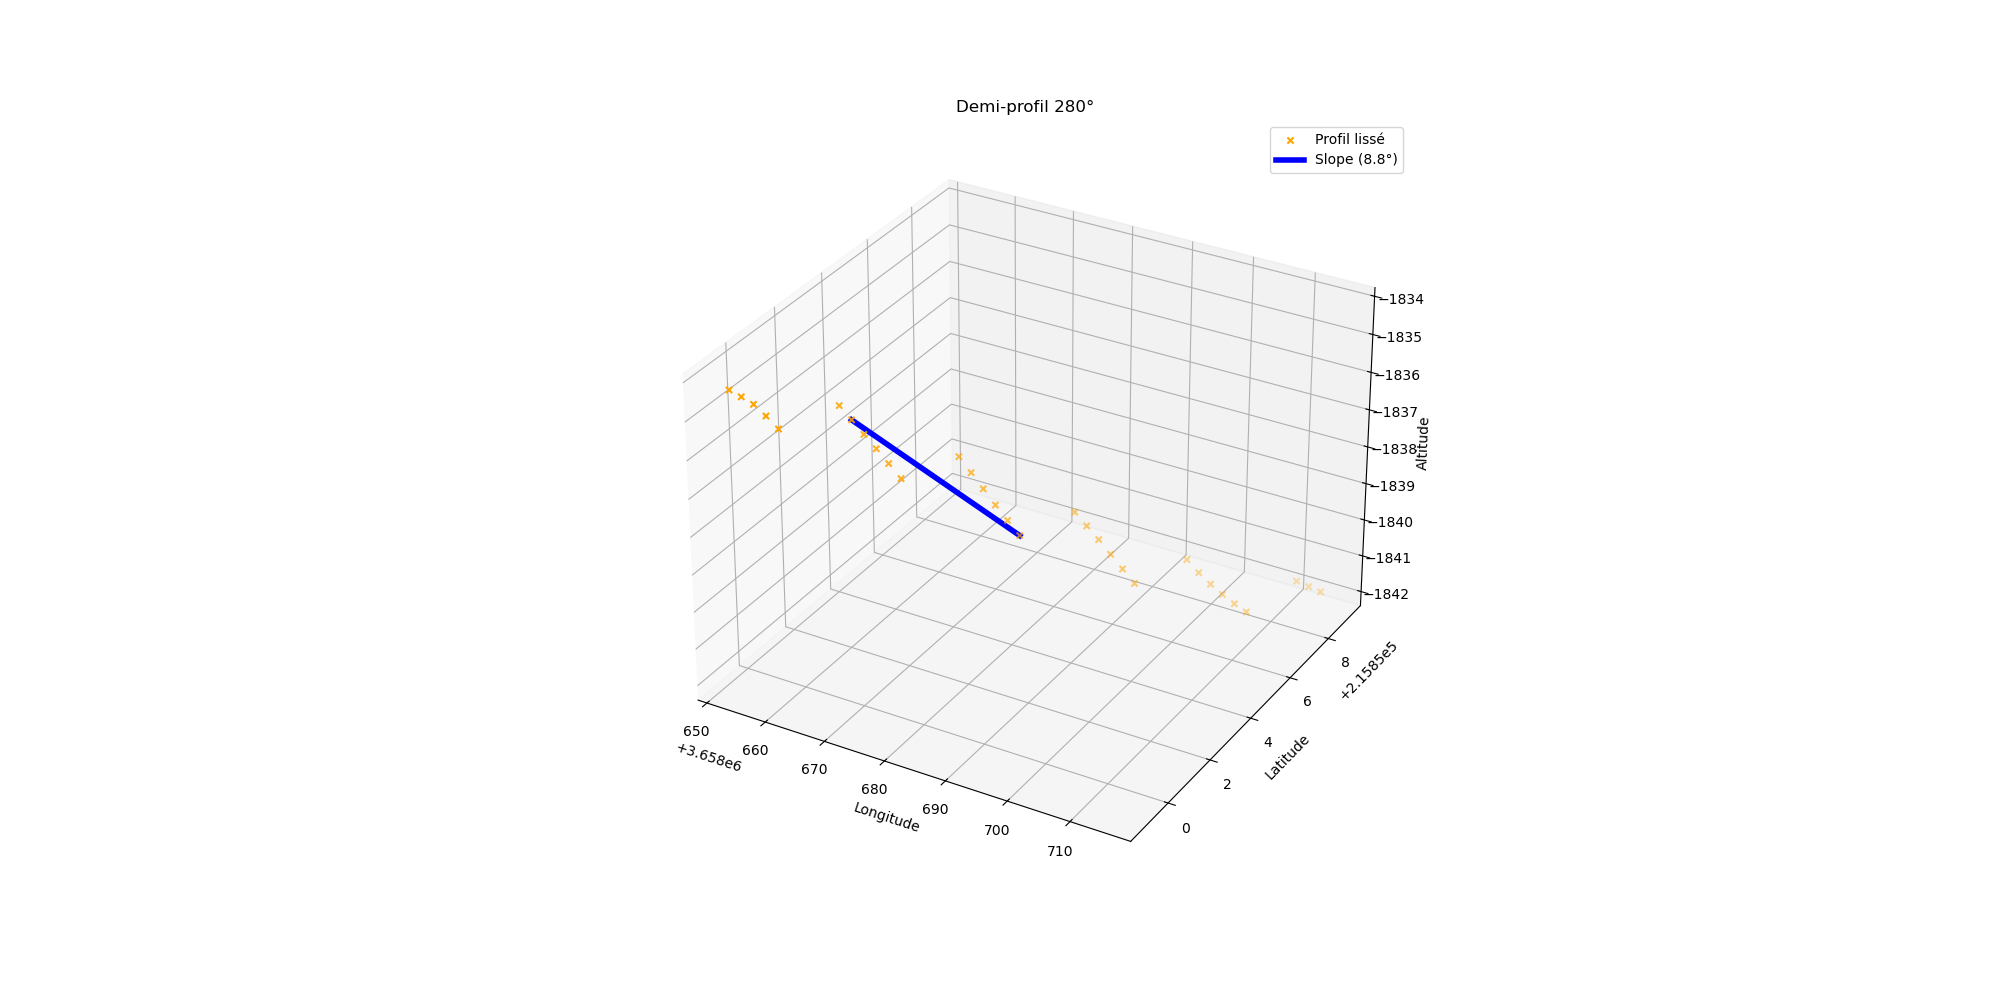 Demi-profil 280°
Profil lissé
Slope (8.8°)
−1834
−1835
−1836
−1837
−1838
−1839
−1840
−1841
−1842
Altitude
8
6
4
2
0
+2.1585e5
Latitude
650
660
670
680
690
700
710
+3.658e6
Longitude